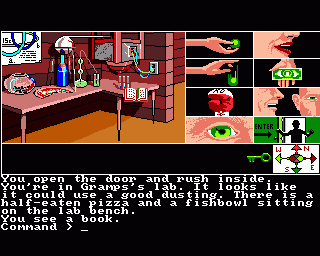 15¢
ENTER
N
W
E
S
You open the door and rush inside.
You're in Gramps's lab. It looks like
it could use a good dusting. There is a
half-eaten pizza and a fishbowl sitting
on the lab bench.
You see a book.
Command > _